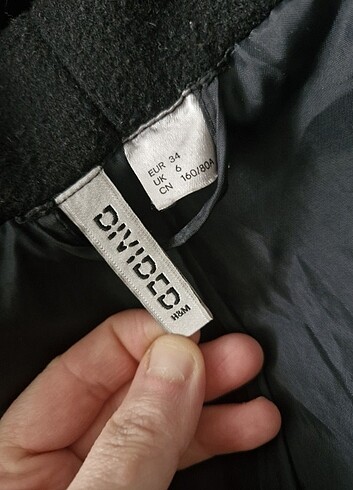 EUR 34
UK 6
CN 160/80A
DIVIDED
H&M